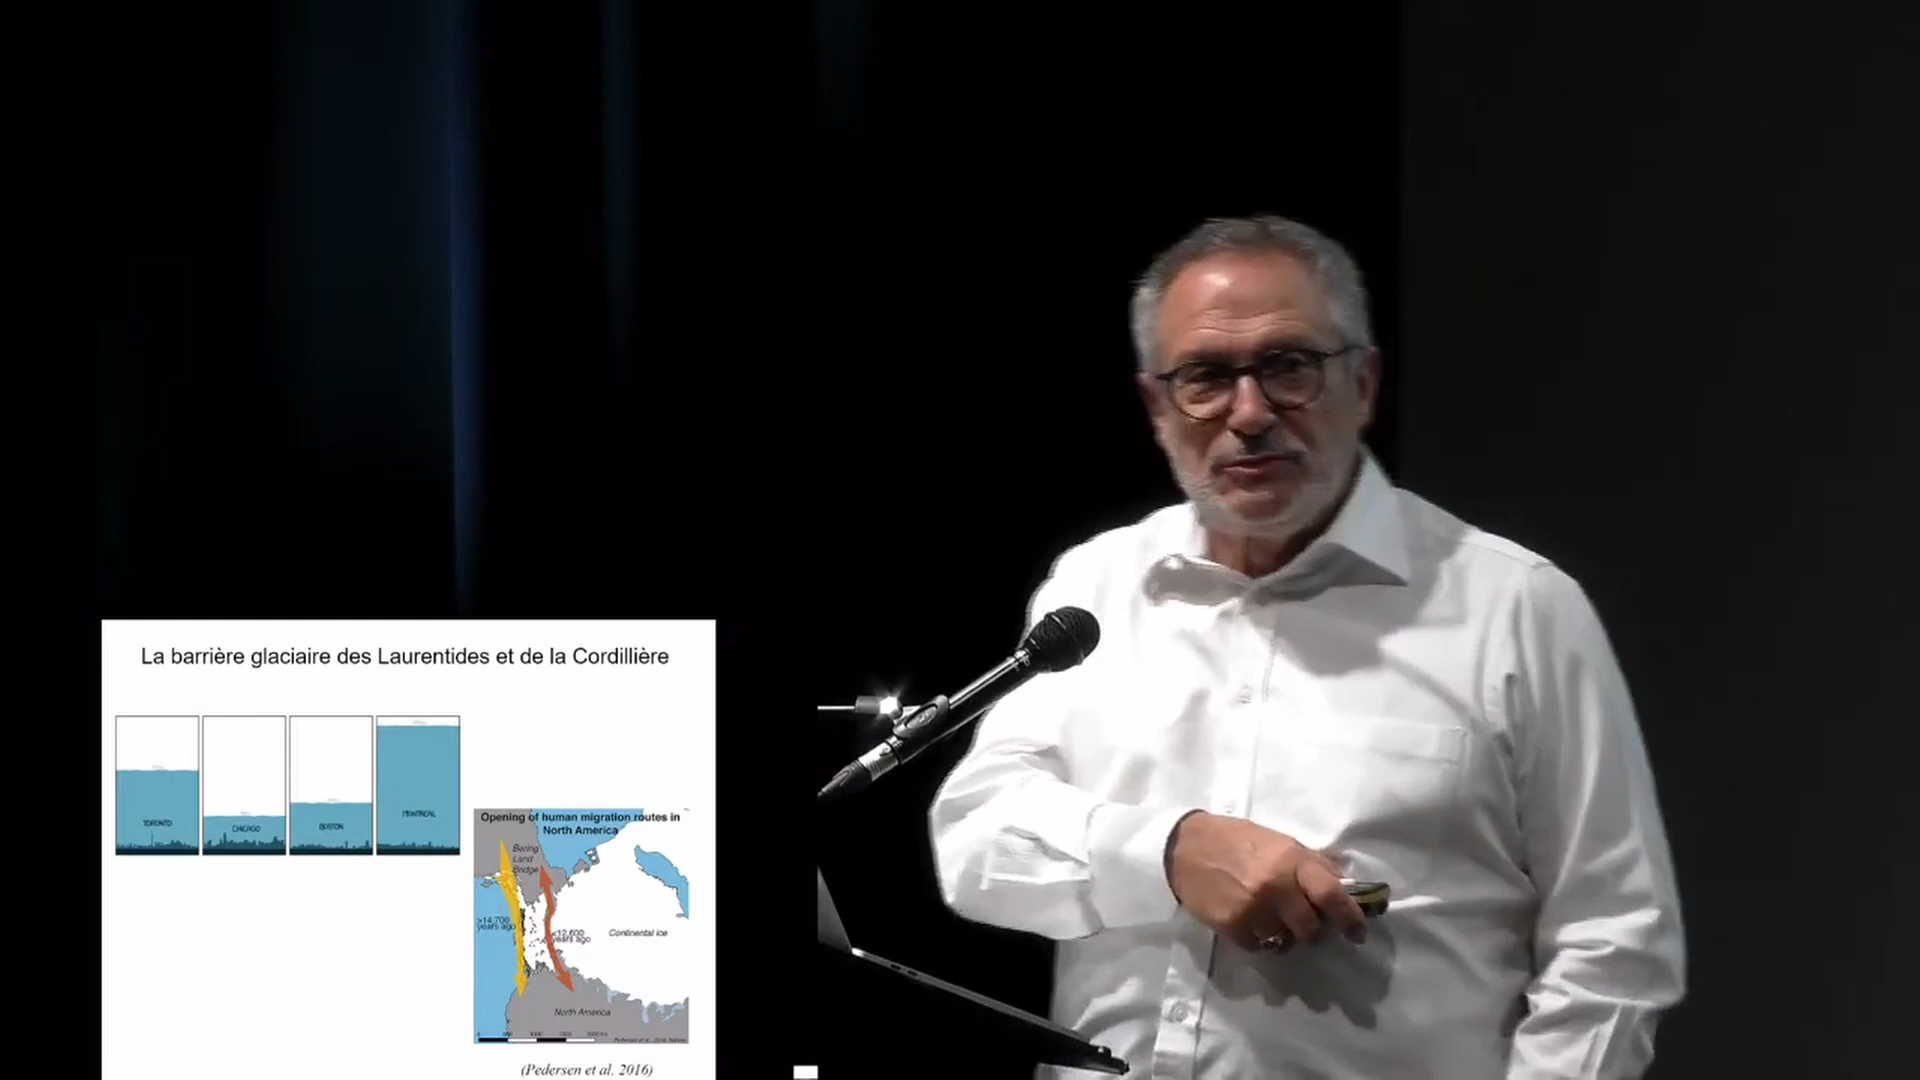 La barrière glaciaire des Laurentides et de la Cordillière
TORONTO
CHICAGO
BOSTON
MONTREAL
Opening of human migration routes in
North America
Bering
Land
Bridge
>14,700
years ago
<12,600
years ago
Continental ice
North America
(Pedersen et al. 2016)